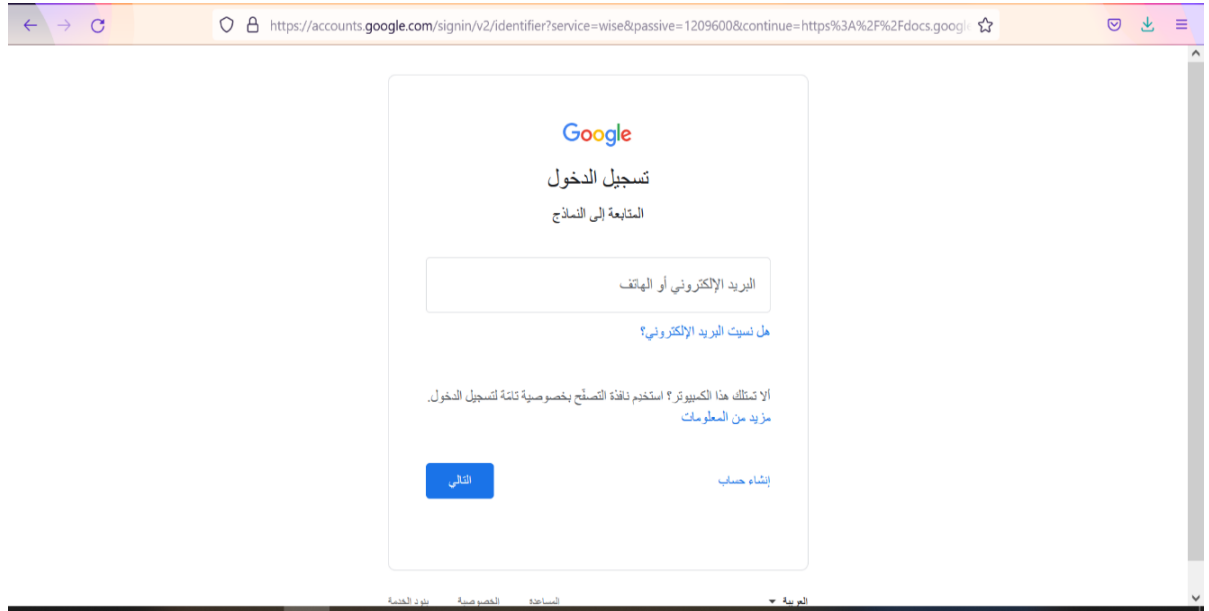 https://accounts.google.com/signin/v2/identifier?service=wise&passive=1209600&continue=https%3A%2F%2Fdocs.googl
Google
تسجيل الدخول
المتابعة إلى النماذج
البريد الإلكتروني أو الهاتف
هل نسيت البريد الإلكتروني؟
ألا تمتلك هذا الكمبيوتر؟ استخدِم نافذة التصفّح بخصوصية تامّة لتسجيل الدخول.
مزيد من المعلومات
إنشاء حساب
التالي
العربية
المساعدة الخصوصية بنود الخدمة